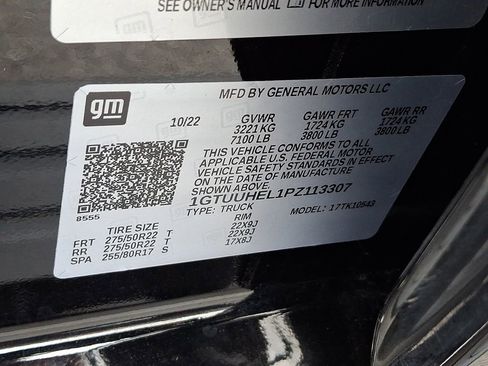 SEE OWNER'S MANUAL FOR MORE
gm
MFD BY GENERAL MOTORS LLC
10/22 GVWR GAWR FRT GAWR RR
3221 KG 1724 KG 1724 KG
7100 LB 3800 LB 3800 LB
THIS VEHICLE CONFORMS TO ALL
APPLICABLE U.S. FEDERAL MOTOR
VEHICLE SAFETY STANDARDS IN EFFECT
ON THE DATE OF MANUFACTURE
SHOWN ABOVE.
1GTUUHEL1PZ113307
TYPE: TRUCK 17TK10543
8555
TIRE SIZE RIM
FRT 275/50R22 T 22X9J
RR 275/50R22 T 22X9J
SPA 255/80R17 S 17X8J